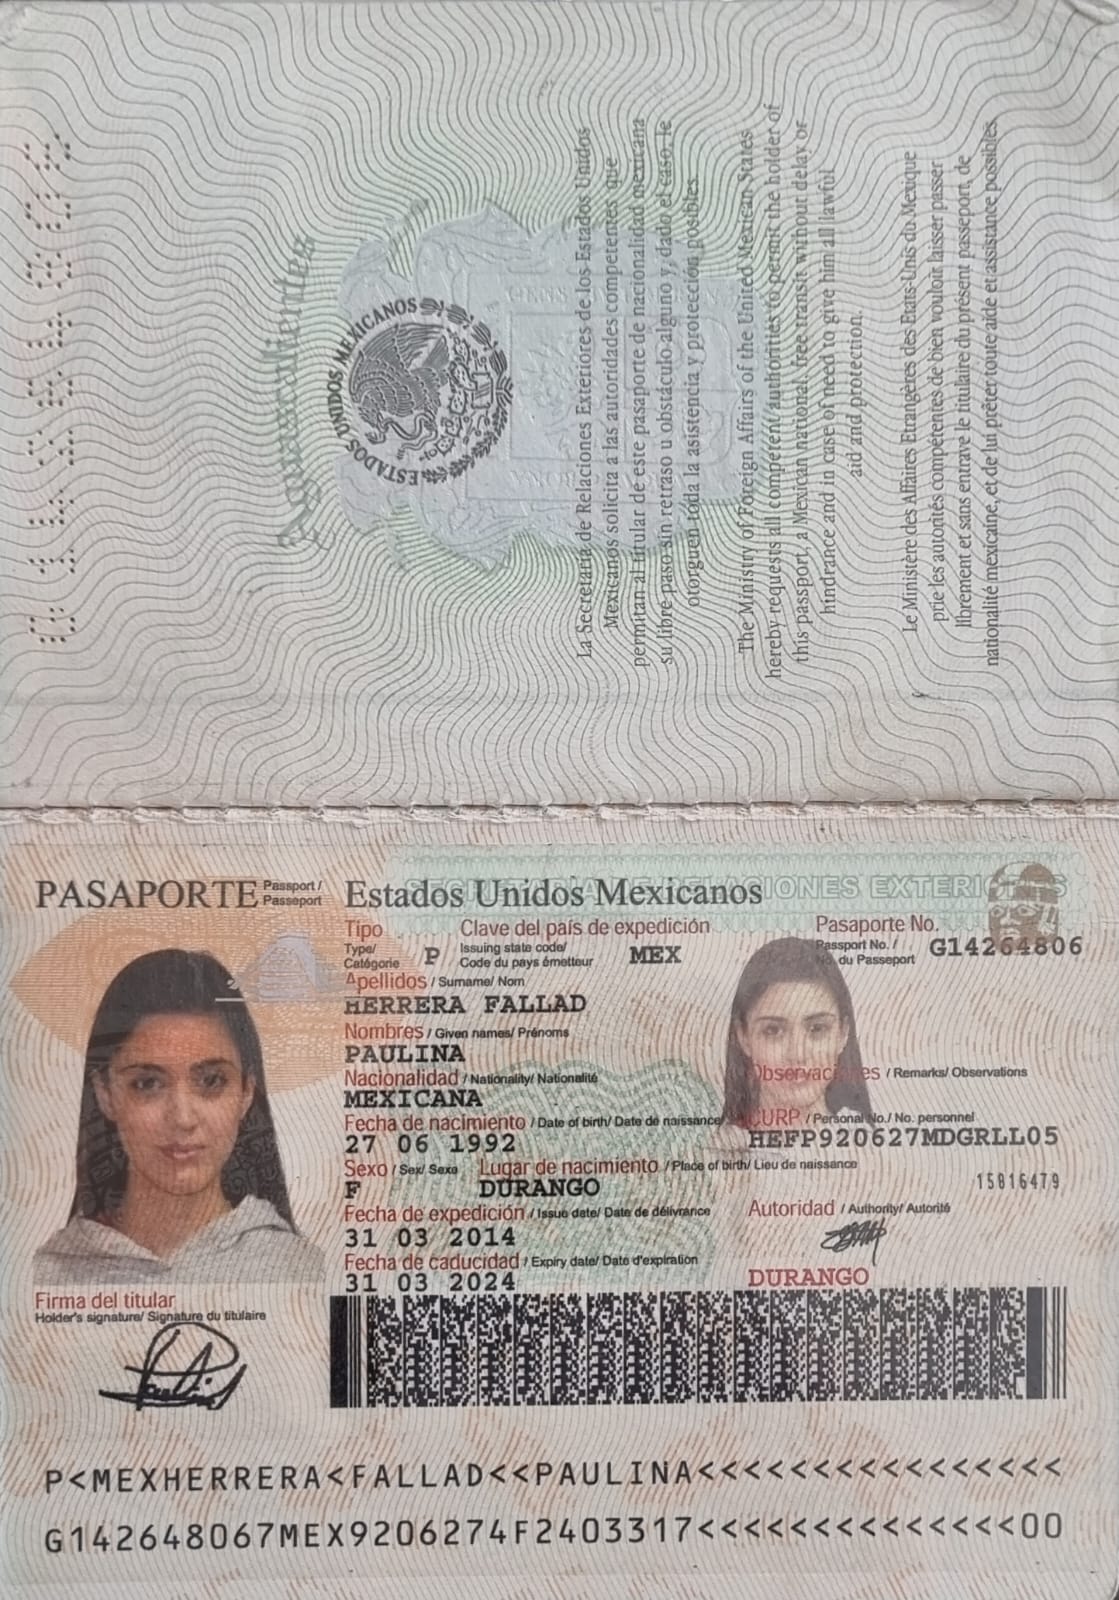 Aguascalientes
ESTADOS UNIDOS MEXICANOS
La Secretaría de Relaciones Exteriores de los Estados Unidos
Mexicanos solicita a las autoridades competentes que
permitan al titular de este pasaporte de nacionalidad mexicana
su libre paso sin retraso u obstáculo alguno y, dado el caso, le
otorguen toda la asistencia y protección posibles.
The Ministry of Foreign Affairs of the United Mexican States
hereby requests all competent authorities to permit the holder of
this passport, a Mexican national, free transit without delay or
hindrance and in case of need to give him all lawful
aid and protection.
Le Ministère des Affaires Etrangères des Etats-Unis du Mexique
prie les autoriés compétentes de bien vouloir laisser passer
librement et sans entrave le titulaire du présent passeport, de
nationalité mexicaine, et de lui prêter toute aide et assistance possibles.
PASAPORTE Passport / Passeport Estados Unidos Mexicanos
Tipo Clave del país de expedición Pasaporte No.
Type/ Catégorie P Issuing state code/ Code du pays émetteur MEX Passport No. / du Passeport G14264806
Apellidos / Surname/ Nom
HERRERA FALLAD
Nombres / Given names/ Prénoms
PAULINA
Nacionalidad / Nationality/ Nationalité Observaciones / Remarks/ Observations
MEXICANA
Fecha de nacimiento / Date of birth/ Date de naissance CURP / Personal No./ No. personnel
27 06 1992 HEFP920627MDGRLL05
Sexo / Sex/ Sexe Lugar de nacimiento / Place of birth/ Lieu de naissance
F DURANGO 15816479
Fecha de expedición / Issue date/ Date de délivrance Autoridad / Authority/ Autorité
31 03 2014
Fecha de caducidad / Expiry date/ Date d'expiration
31 03 2024 DURANGO
Firma del titular
Holder's signature/ Signature du titulaire
P<MEXHERRERA<FALLAD<<PAULINA<<<<<<<<<<<<<<<<
G142648067MEX9206274F2403317<<<<<<<<<<<<<<00